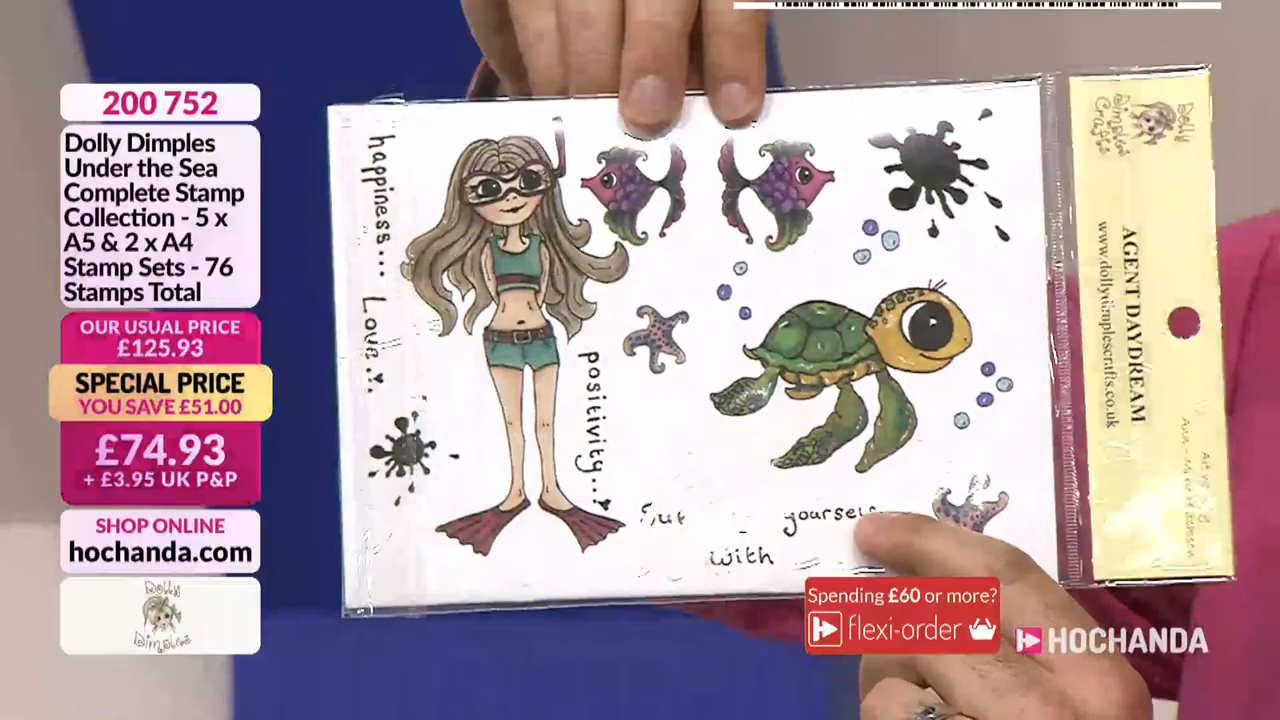 200 752
Dolly Dimples
Under the Sea
Complete Stamp
Collection - 5 x
A5 & 2 x A4
Stamp Sets - 76
Stamps Total
OUR USUAL PRICE
£125.93
SPECIAL PRICE
YOU SAVE £51.00
£74.93
+ £3.95 UK P&P
SHOP ONLINE
hochanda.com
Dolly
Dimples
happiness... Love...
positivity...
yourself
with
Dolly
Dimples
Crafts
AGENT DAYDREAM
www.dollydimplescrafts.co.uk
Spending £60 or more?
flexi-order
HOCHANDA